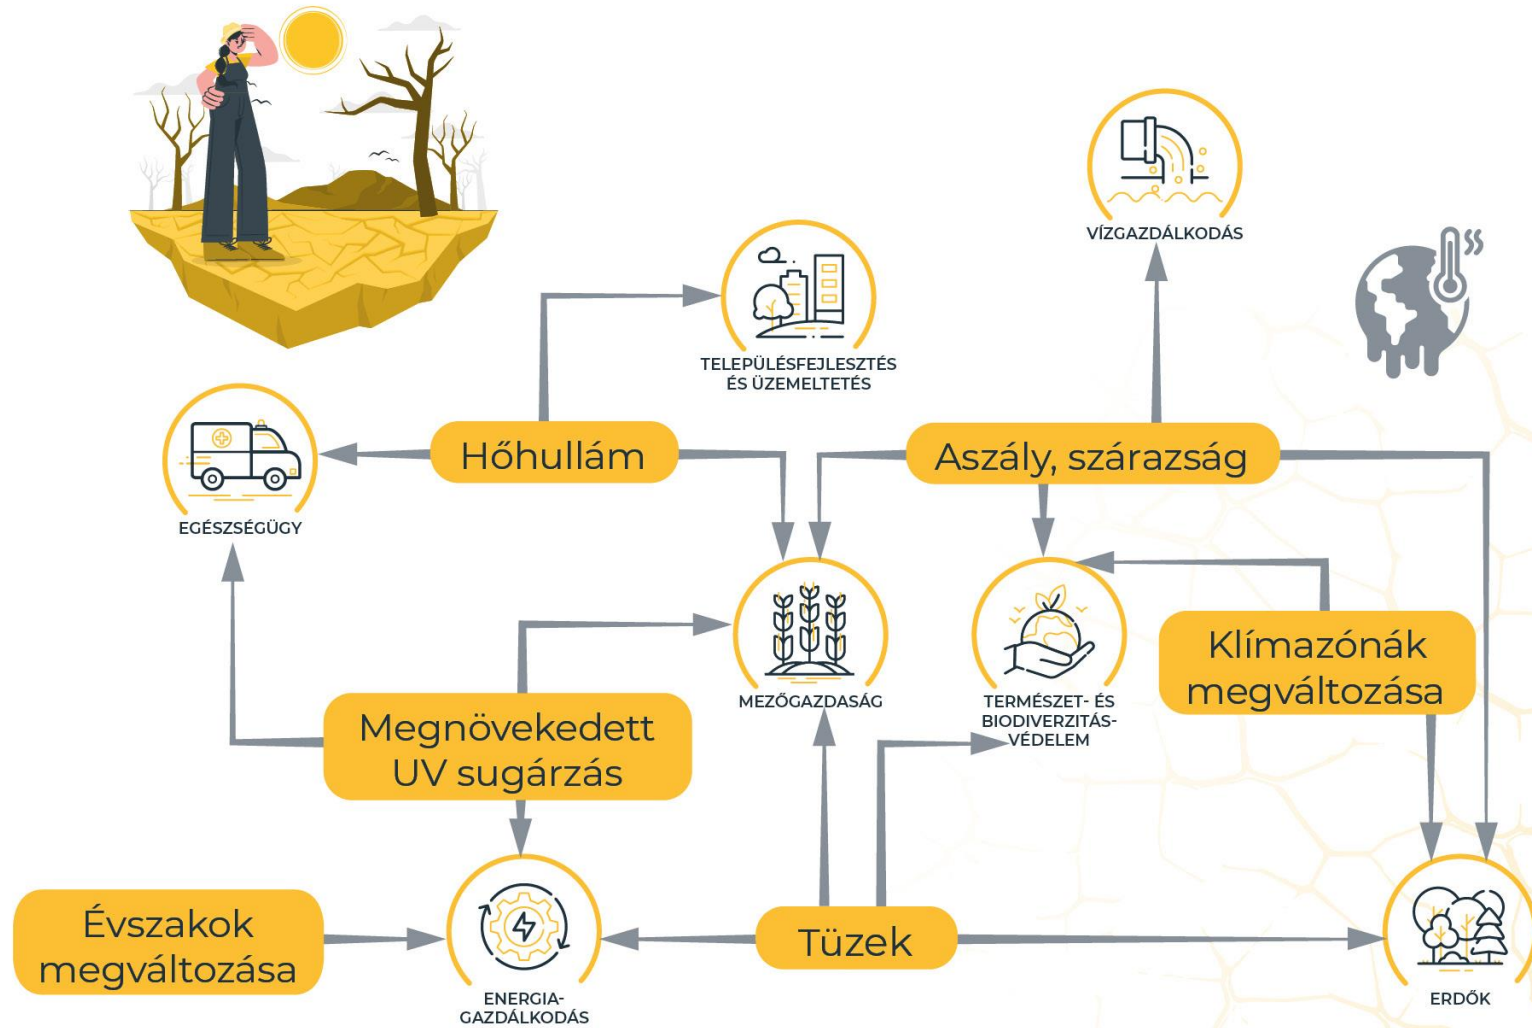 VÍZGAZDÁLKODÁS
TELEPÜLÉSFEJLESZTÉS
ÉS ÜZEMELTETÉS
Hőhullám
Aszály, szárazság
EGÉSZSÉGÜGY
Klímazónák
megváltozása
MEZŐGAZDASÁG
TERMÉSZET- ÉS
BIODIVERZITÁS-
VÉDELEM
Megnövekedett
UV sugárzás
Évszakok
megváltozása
Tüzek
ENERGIA-
GAZDÁLKODÁS
ERDŐK